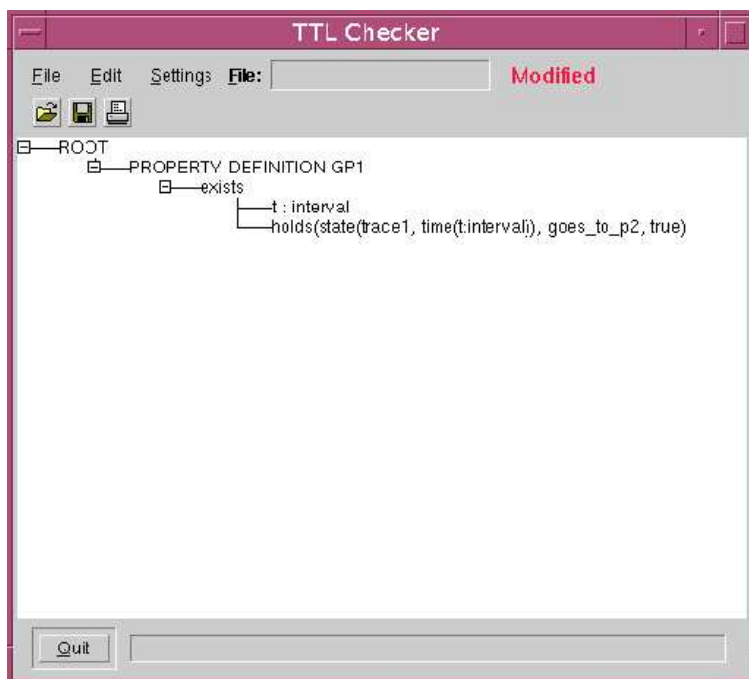 TTL Checker
File Edit Settings File: Modified
ROOT
PROPERTY DEFINITION GP1
exists
t : interval
holds(state(trace1, time(t:interval)), goes_to_p2, true)
Quit